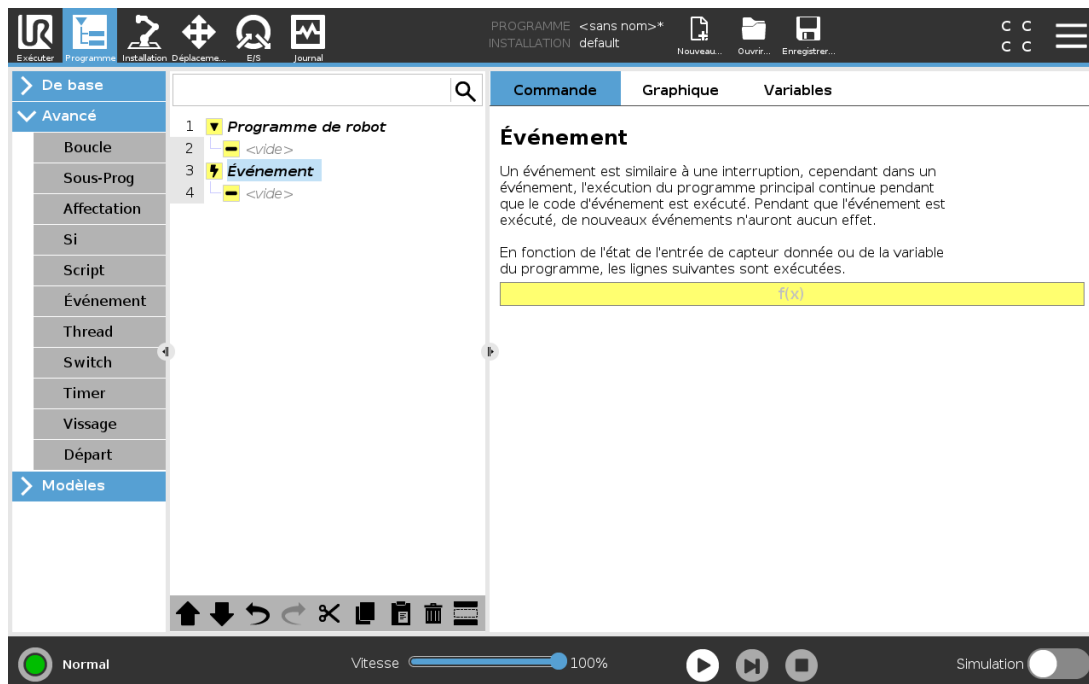 PROGRAMME <sans nom>*
INSTALLATION default
C C
C C
Exécuter Programme Installation Déplaceme... E/S Journal
Nouveau... Ouvrir... Enregistrer...
De base
Avancé
Boucle
Sous-Prog
Affectation
Si
Script
Événement
Thread
Switch
Timer
Vissage
Départ
Modèles
1 Programme de robot
2 <vide>
3 Événement
4 <vide>
Commande Graphique Variables
Événement
Un événement est similaire à une interruption, cependant dans un
événement, l'exécution du programme principal continue pendant
que le code d'événement est exécuté. Pendant que l'événement est
exécuté, de nouveaux événements n'auront aucun effet.
En fonction de l'état de l'entrée de capteur donnée ou de la variable
du programme, les lignes suivantes sont exécutées.
f(x)
Normal
Vitesse 100%
Simulation